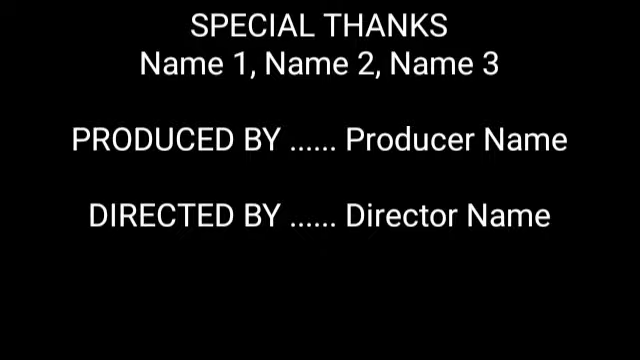 SPECIAL THANKS
Name 1, Name 2, Name 3
PRODUCED BY ...... Producer Name
DIRECTED BY ...... Director Name